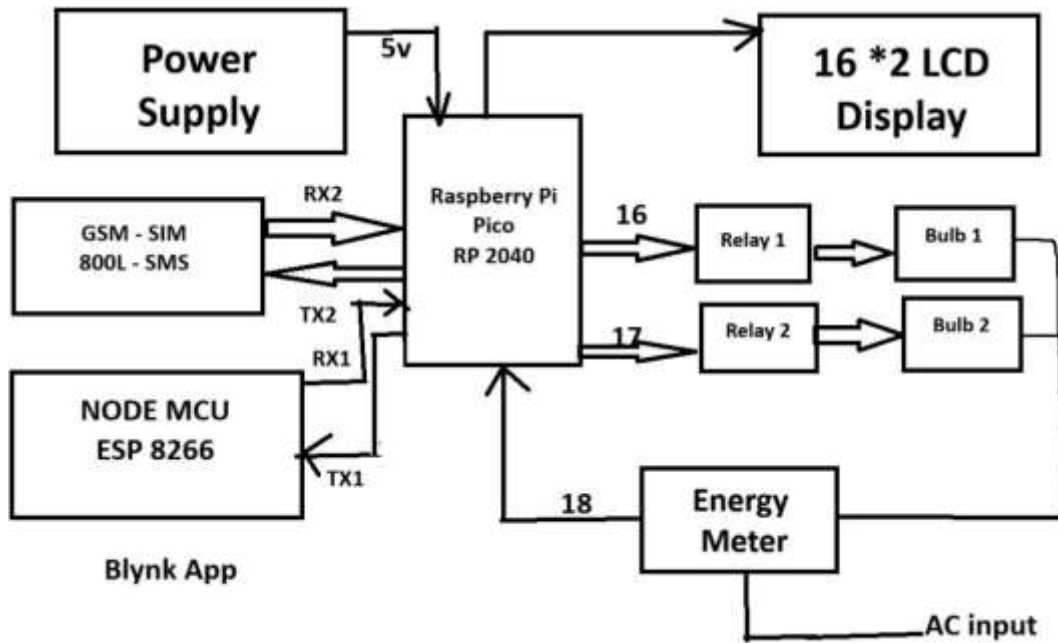 Power
Supply
5v
16 *2 LCD
Display
RX2
GSM - SIM
800L - SMS
Raspberry Pi
Pico
RP 2040
16
Relay 1
Bulb 1
TX2
RX1
17
Relay 2
Bulb 2
NODE MCU
ESP 8266
TX1
18
Energy
Meter
Blynk App
AC input